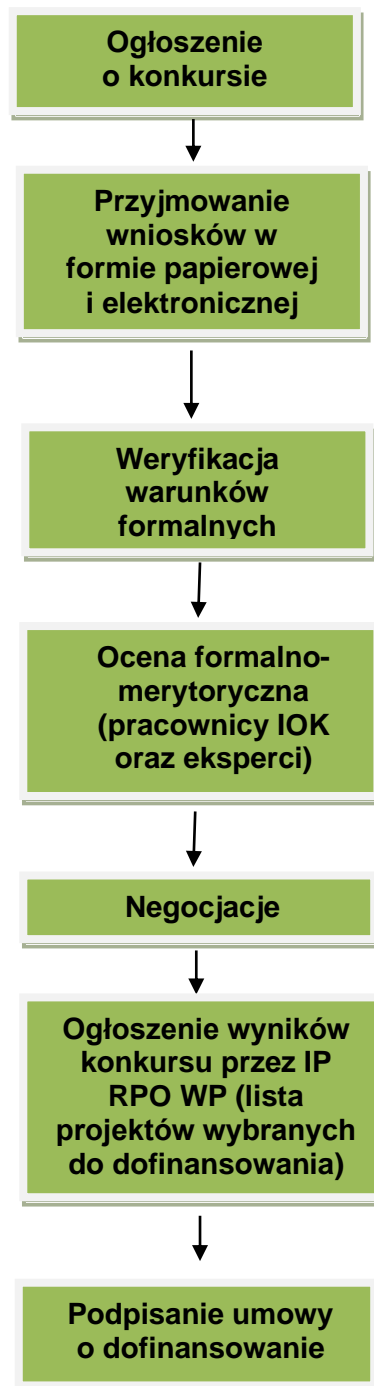 Ogłoszenie
o konkursie
Przyjmowanie
wniosków w
formie papierowej
i elektronicznej
Weryfikacja
warunków
formalnych
Ocena formalno-
merytoryczna
(pracownicy IOK
oraz eksperci)
Negocjacje
Ogłoszenie wyników
konkursu przez IP
RPO WP (lista
projektów wybranych
do dofinansowania)
Podpisanie umowy
o dofinansowanie